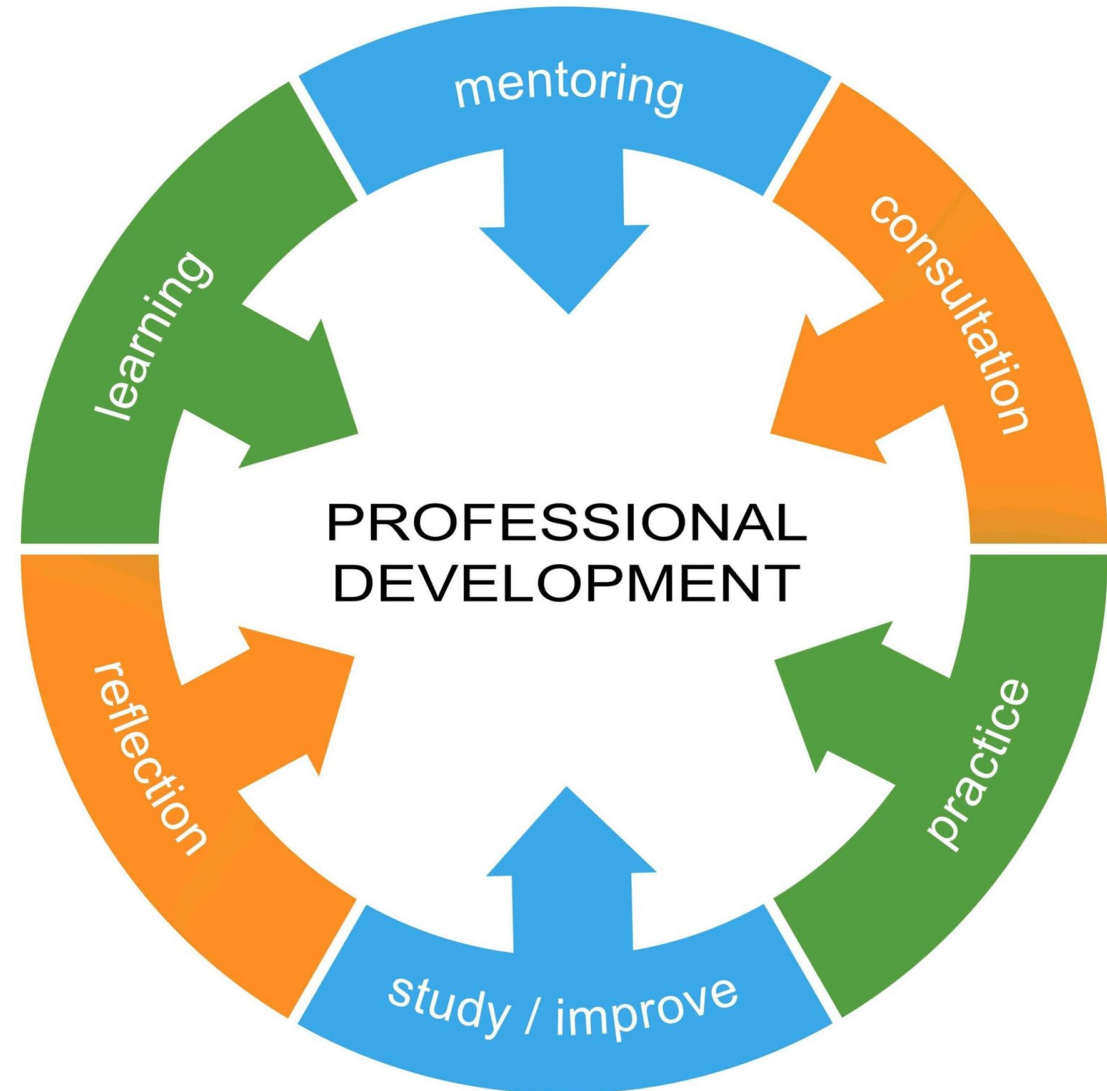 mentoring
consultation
learning
PROFESSIONAL
DEVELOPMENT
reflection
practice
study / improve